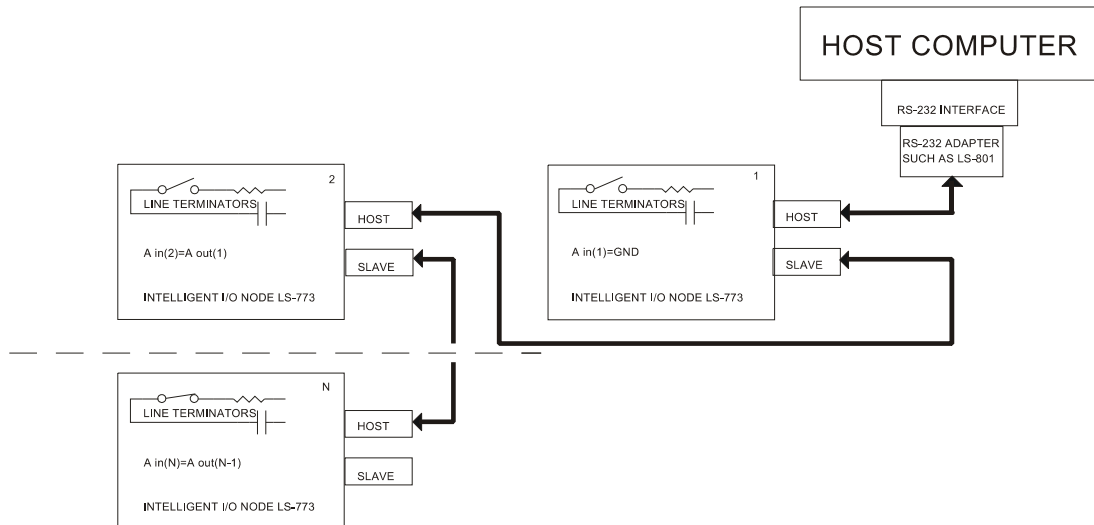 HOST COMPUTER
RS-232 INTERFACE
RS-232 ADAPTER
SUCH AS LS-801
2
LINE TERMINATORS
HOST
A in(2)=A out(1)
SLAVE
INTELLIGENT I/O NODE LS-773
1
LINE TERMINATORS
HOST
A in(1)=GND
SLAVE
INTELLIGENT I/O NODE LS-773
N
LINE TERMINATORS
HOST
A in(N)=A out(N-1)
SLAVE
INTELLIGENT I/O NODE LS-773